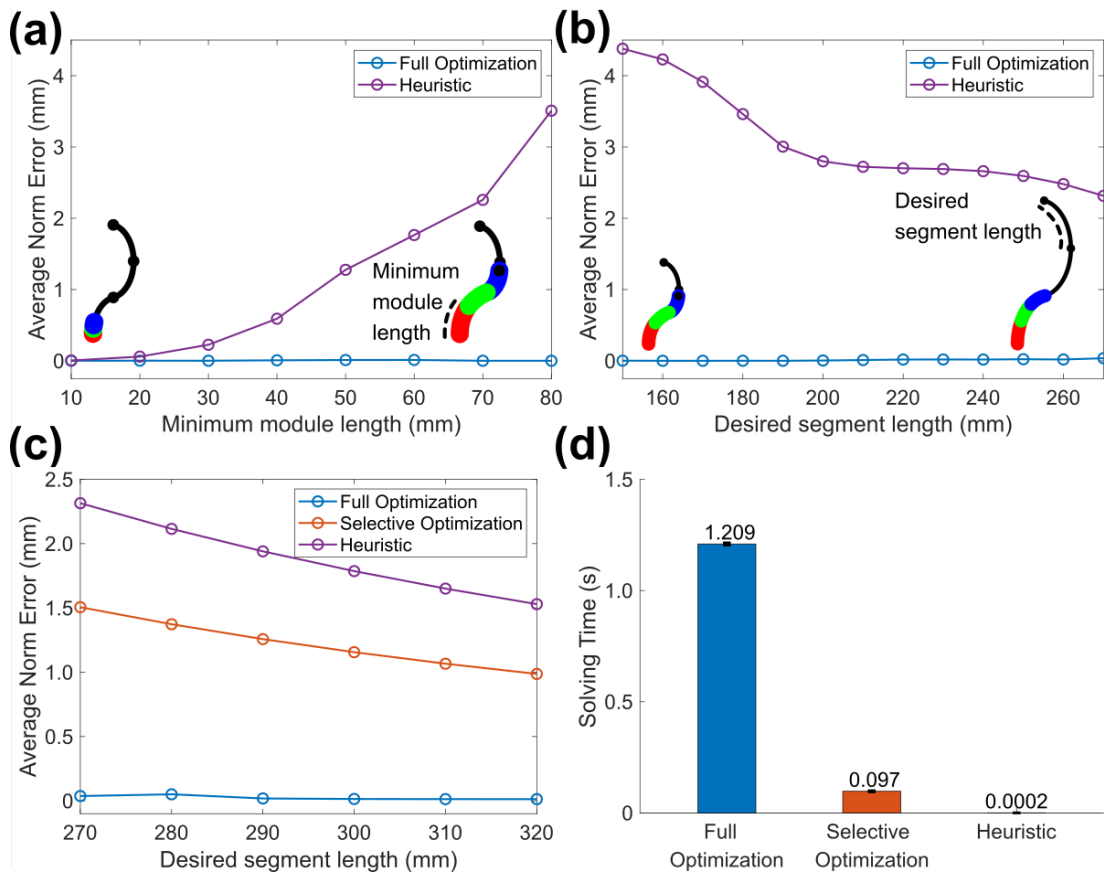 (a)
Average Norm Error (mm)
4
3
2
1
0
Full Optimization
Heuristic
Minimum
module
length
10 20 30 40 50 60 70 80
Minimum module length (mm)
(b)
Average Norm Error (mm)
4
3
2
1
0
Full Optimization
Heuristic
Desired
segment length
160 180 200 220 240 260
Desired segment length (mm)
(c)
Average Norm Error (mm)
2.5
2.0
1.5
1.0
0.5
0
Full Optimization
Selective Optimization
Heuristic
270 280 290 300 310 320
Desired segment length (mm)
(d)
Solving Time (s)
1.5
1.0
0.5
0
1.209
0.097
0.0002
Full
Optimization
Selective
Optimization
Heuristic